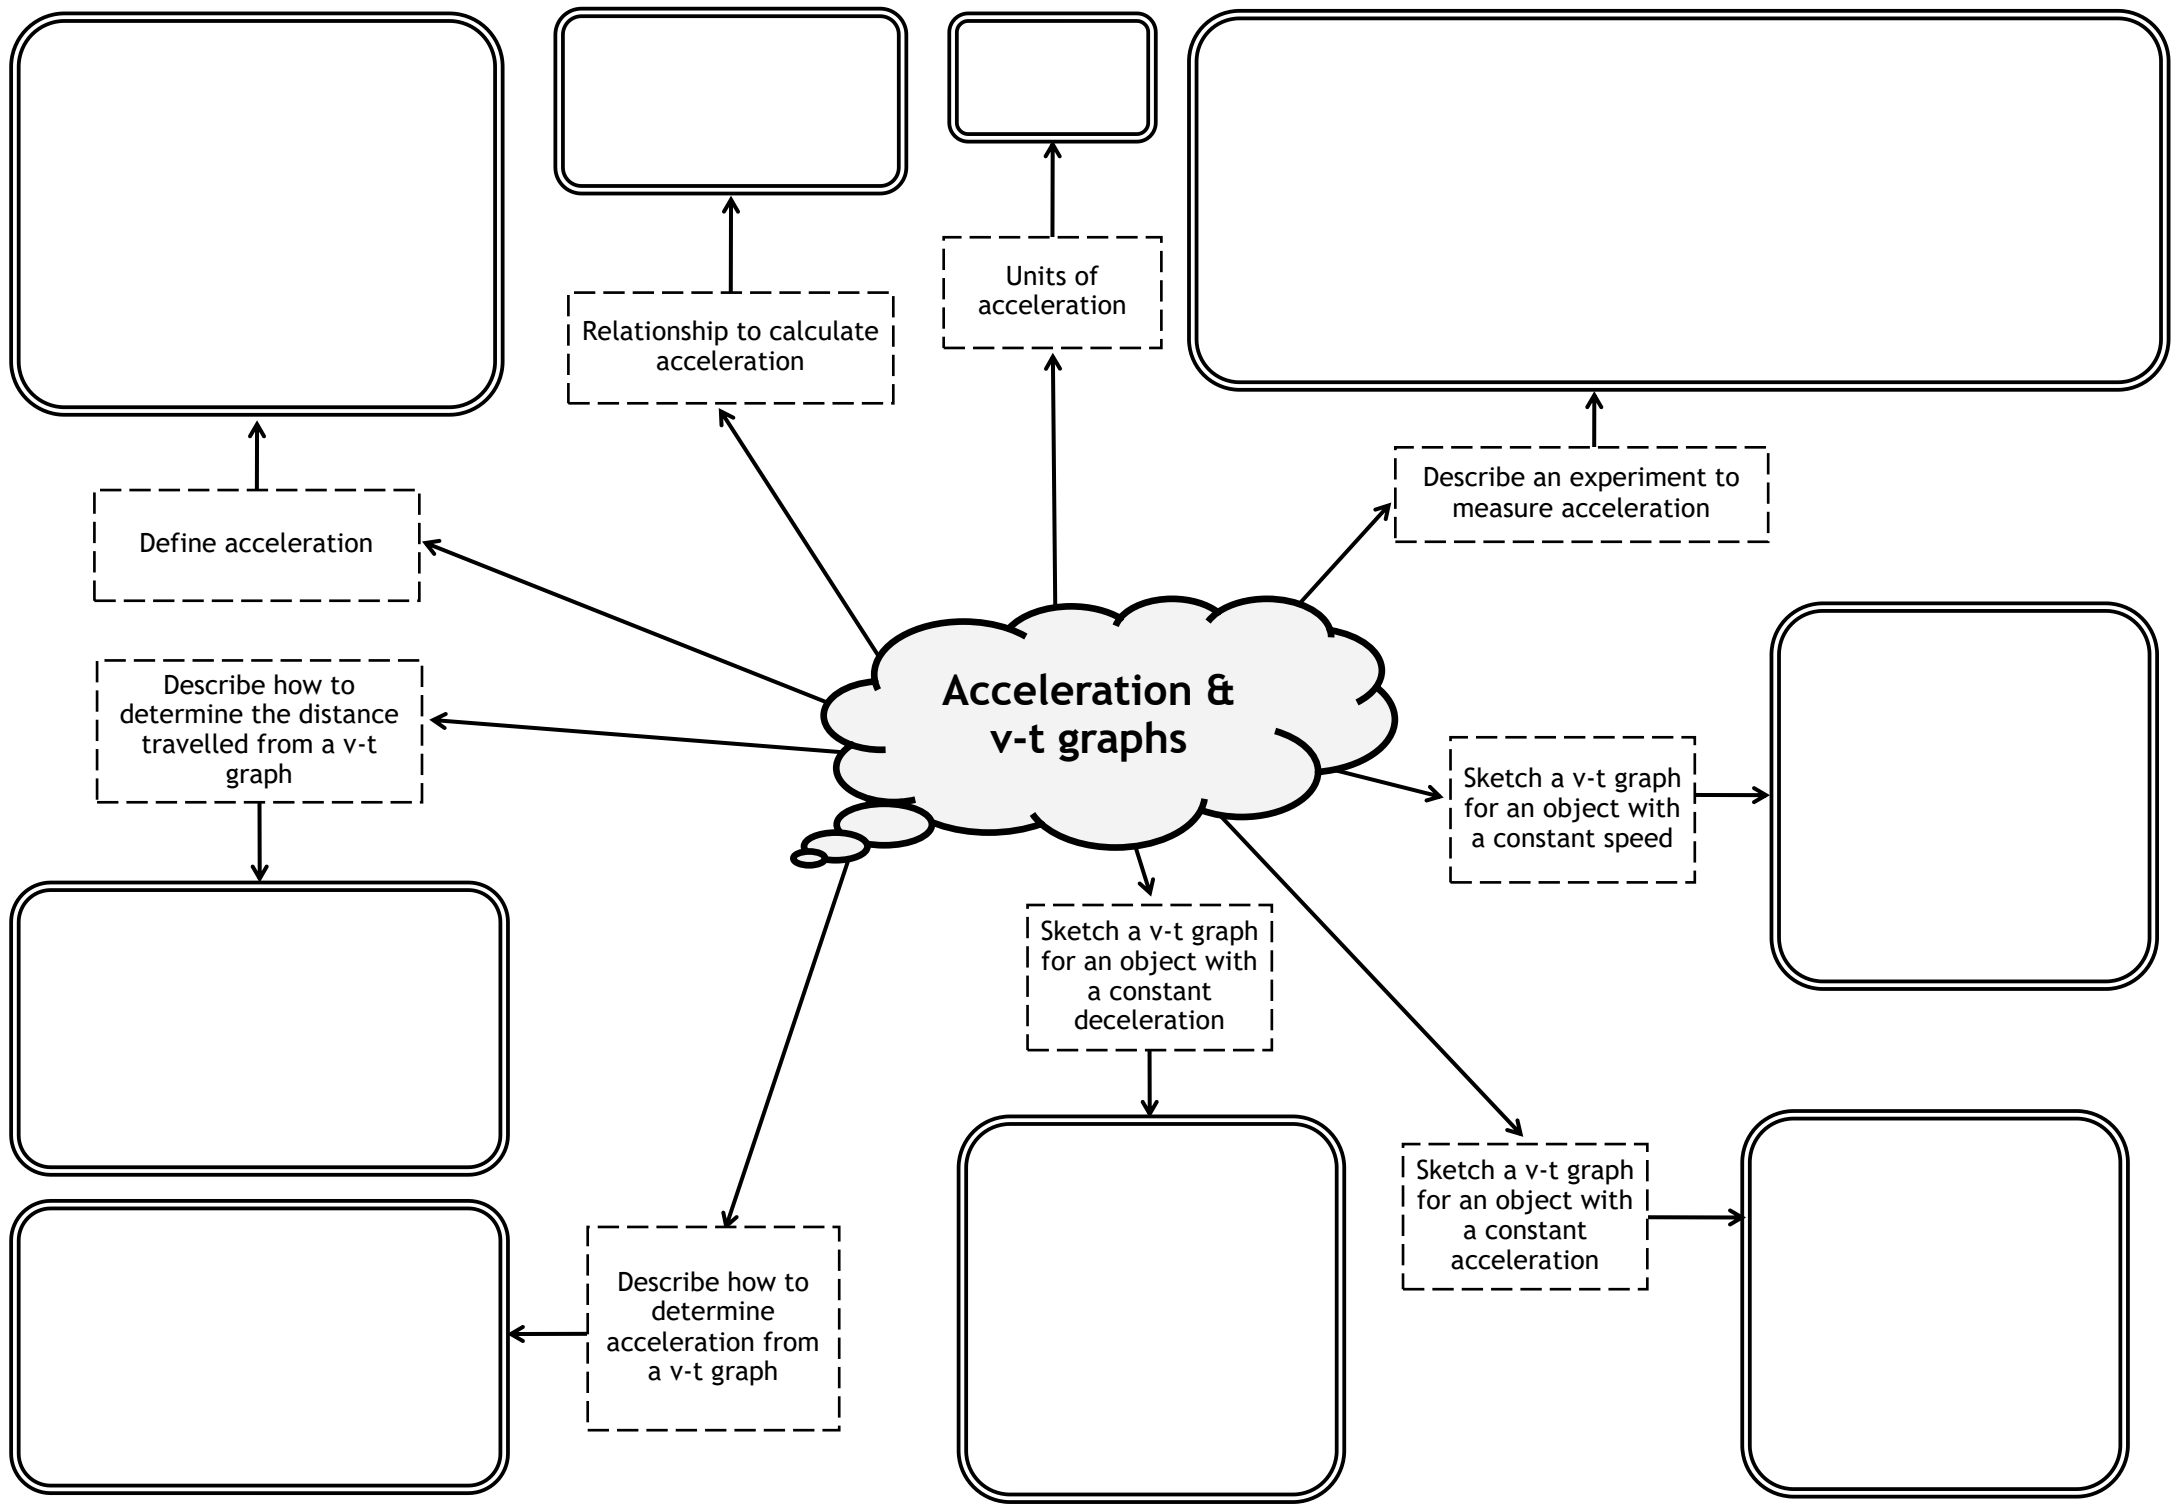 Units of
acceleration
Relationship to calculate
acceleration
Describe an experiment to
measure acceleration
Define acceleration
Acceleration &
v-t graphs
Describe how to
determine the distance
travelled from a v-t
graph
Sketch a v-t graph
for an object with
a constant speed
Sketch a v-t graph
for an object with
a constant
deceleration
Sketch a v-t graph
for an object with
a constant
acceleration
Describe how to
determine
acceleration from
a v-t graph